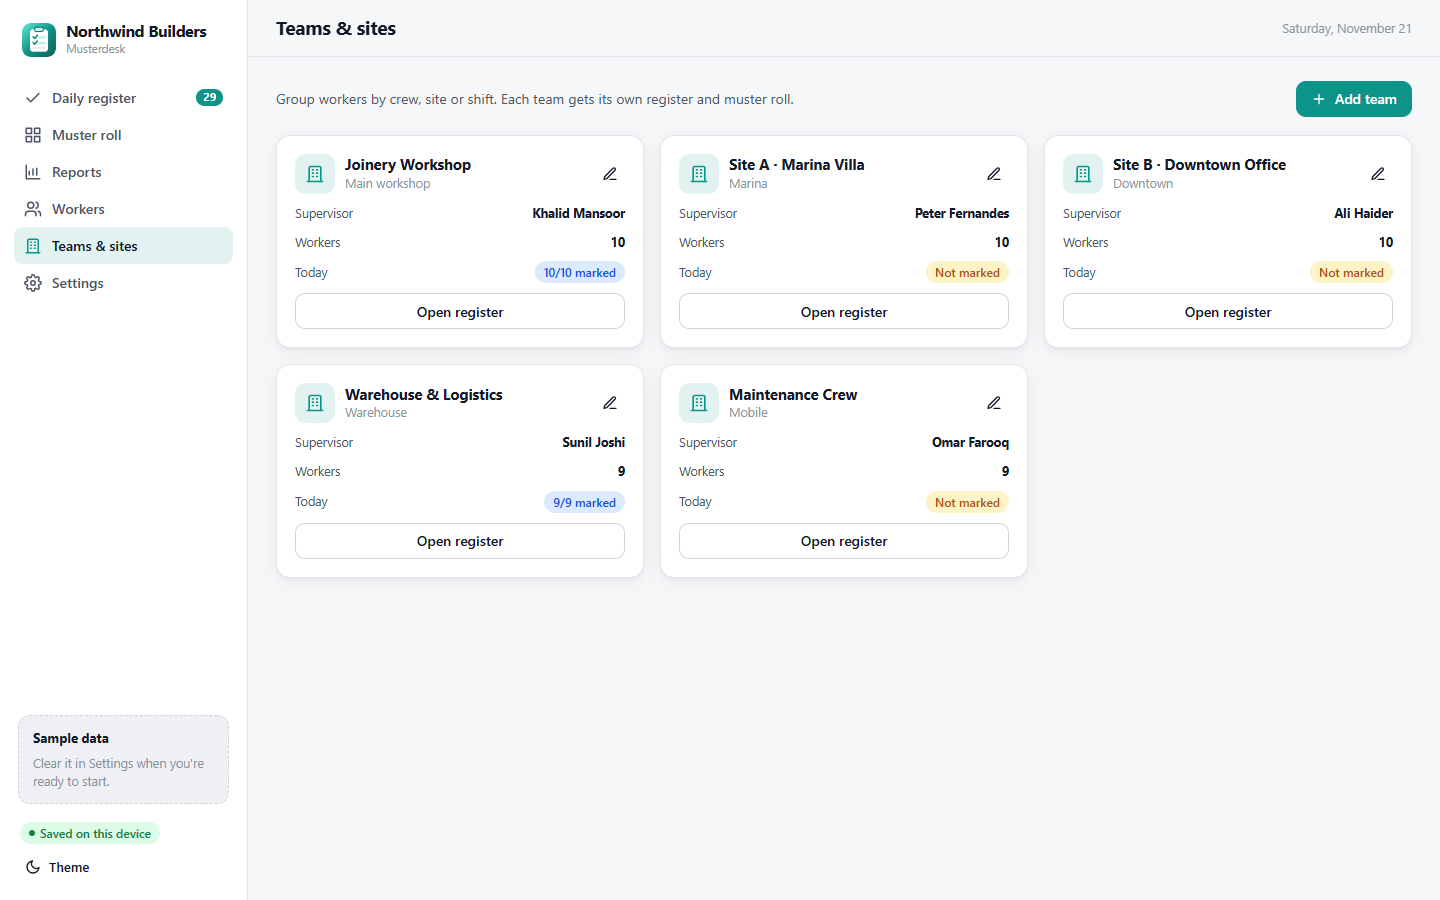 Northwind Builders
Musterdesk
Daily register 29
Muster roll
Reports
Workers
Teams & sites
Settings
Sample data
Clear it in Settings when you're
ready to start.
Saved on this device
Theme
Teams & sites
Saturday, November 21
Group workers by crew, site or shift. Each team gets its own register and muster roll.
Add team
Joinery Workshop
Main workshop
Supervisor Khalid Mansoor
Workers 10
Today 10/10 marked
Open register
Site A · Marina Villa
Marina
Supervisor Peter Fernandes
Workers 10
Today Not marked
Open register
Site B · Downtown Office
Downtown
Supervisor Ali Haider
Workers 10
Today Not marked
Open register
Warehouse & Logistics
Warehouse
Supervisor Sunil Joshi
Workers 9
Today 9/9 marked
Open register
Maintenance Crew
Mobile
Supervisor Omar Farooq
Workers 9
Today Not marked
Open register